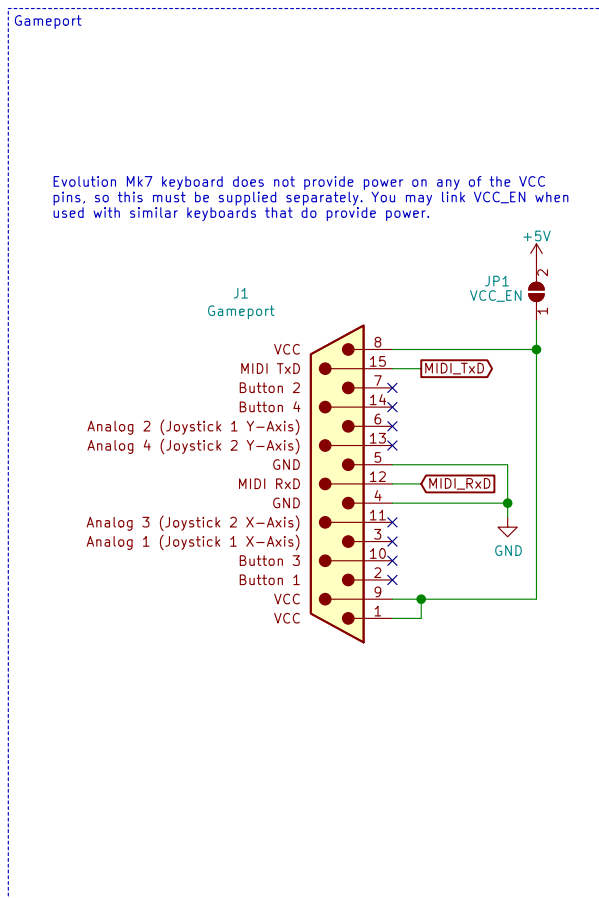 Gameport
Evolution Mk7 keyboard does not provide power on any of the VCC
pins, so this must be supplied separately. You may link VCC_EN when
used with similar keyboards that do provide power.
+5V
2
JP1
VCC_EN
1
J1
Gameport
VCC 8
MIDI TxD 15 MIDI_TxD
Button 2 7
Button 4 14
Analog 2 (Joystick 1 Y-Axis) 6
Analog 4 (Joystick 2 Y-Axis) 13
GND 5
MIDI RxD 12 MIDI_RxD
GND 4
Analog 3 (Joystick 2 X-Axis) 11
Analog 1 (Joystick 1 X-Axis) 3
GND
Button 3 10
Button 1 2
VCC 9
VCC 1